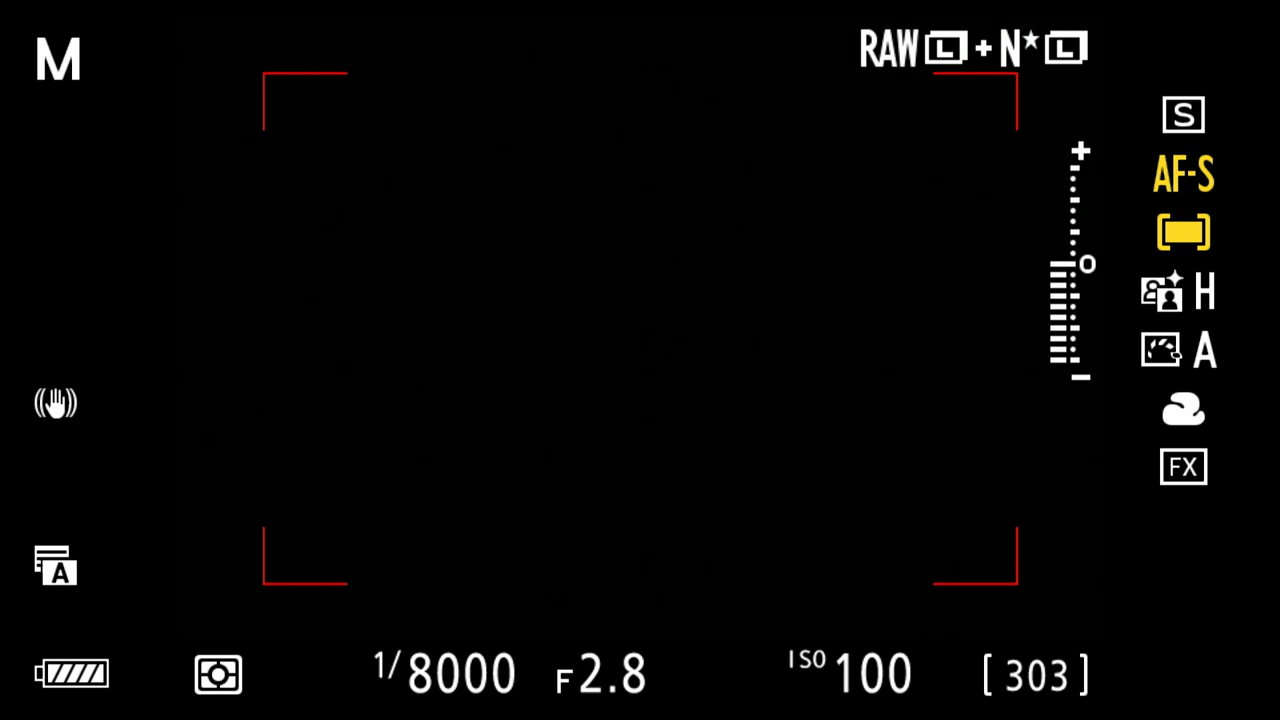 M
RAW L + N★ L
S
AF-S
H
A
FX
A
1/8000 F2.8 ISO 100 [303]